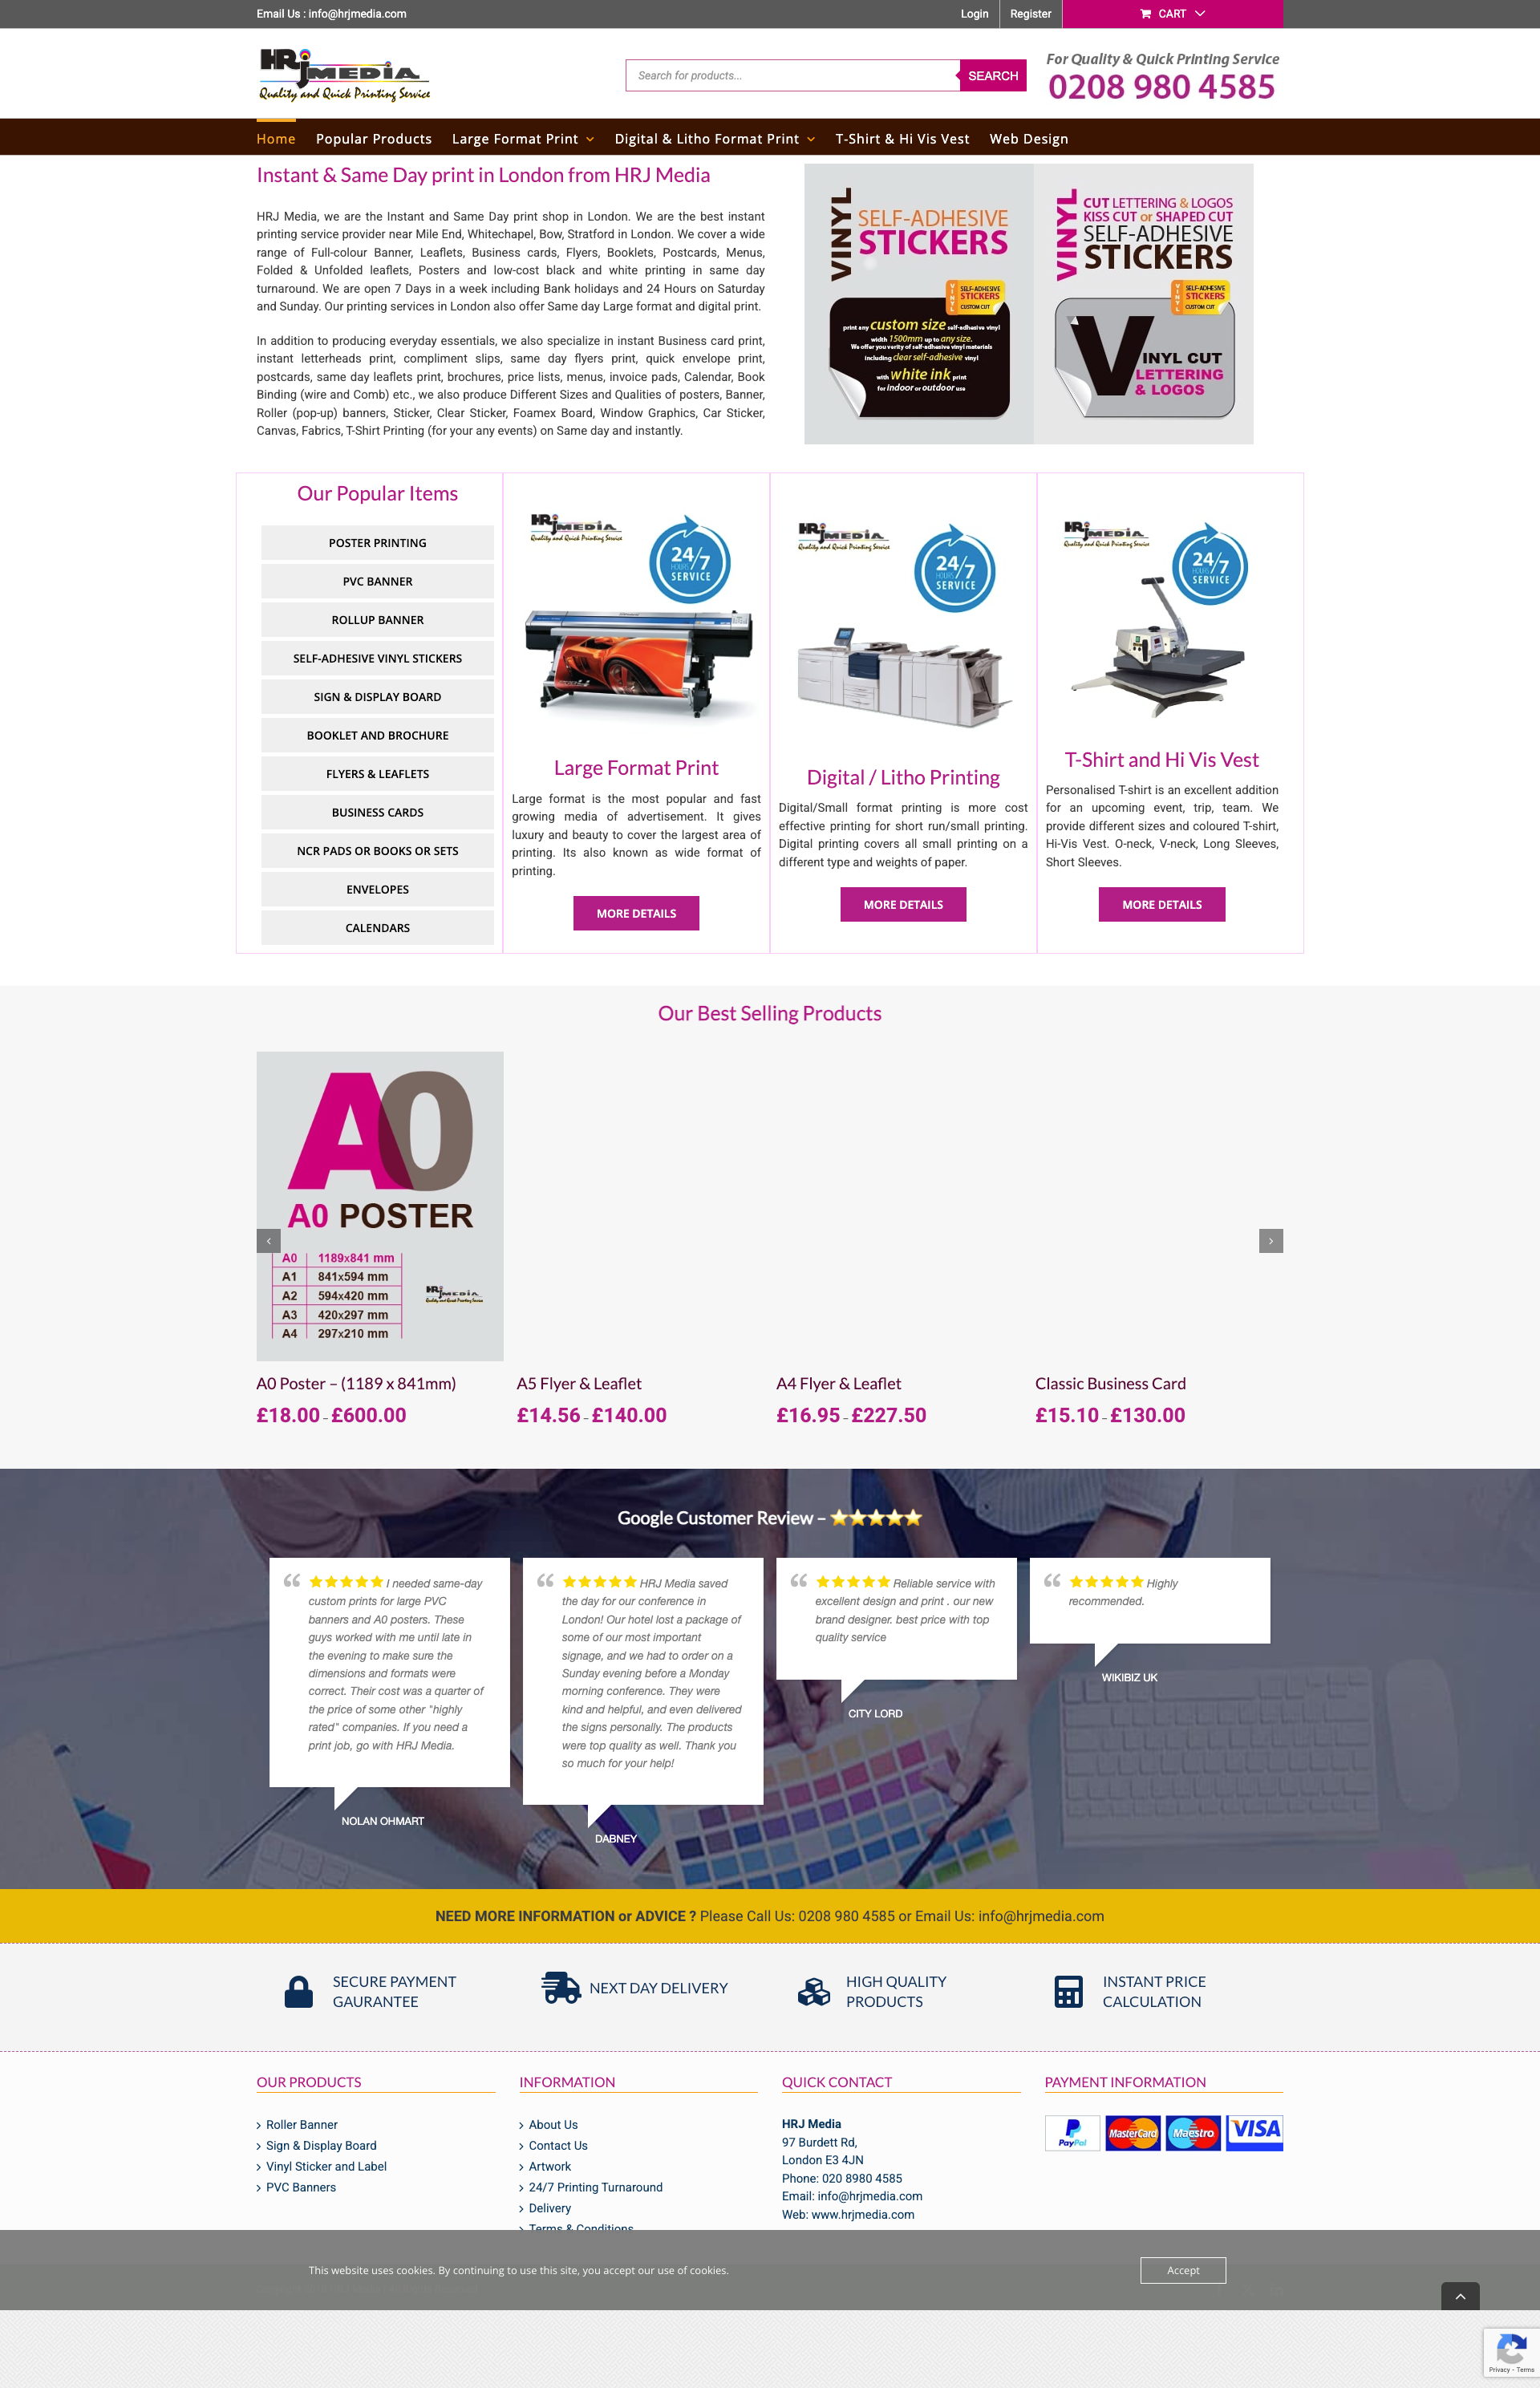 Email Us : info@hrjmedia.com
Login
Register
CART
HRJ MEDIA
Quality and Quick Printing Service
Search for products...
SEARCH
For Quality & Quick Printing Service
0208 980 4585
Home
Popular Products
Large Format Print
Digital & Litho Format Print
T-Shirt & Hi Vis Vest
Web Design
Instant & Same Day print in London from HRJ Media
HRJ Media, we are the Instant and Same Day print shop in London. We are the best instant
printing service provider near Mile End, Whitechapel, Bow, Stratford in London. We cover a wide
range of Full-colour Banner, Leaflets, Business cards, Flyers, Booklets, Postcards, Menus,
Folded & Unfolded leaflets, Posters and low-cost black and white printing in same day
turnaround. We are open 7 Days in a week including Bank holidays and 24 Hours on Saturday
and Sunday. Our printing services in London also offer Same day Large format and digital print.
In addition to producing everyday essentials, we also specialize in instant Business card print,
instant letterheads print, compliment slips, same day flyers print, quick envelope print,
postcards, same day leaflets print, brochures, price lists, menus, invoice pads, Calendar, Book
Binding (wire and Comb) etc., we also produce Different Sizes and Qualities of posters, Banner,
Roller (pop-up) banners, Sticker, Clear Sticker, Foamex Board, Window Graphics, Car Sticker,
Canvas, Fabrics, T-Shirt Printing (for your any events) on Same day and instantly.
VINYL
SELF-ADHESIVE
STICKERS
VINYL
SELF-ADHESIVE
STICKERS
CUSTOM CUT
print any custom size self-adhesive vinyl
width 1500mm up to any size.
We offer you varity of self-adhesive vinyl materials
including clear self-adhesive vinyl
with white ink print
for indoor or outdoor use
VINYL
CUT LETTERING & LOGOS
KISS CUT or SHAPED CUT
SELF-ADHESIVE
STICKERS
VINYL
SELF-ADHESIVE
STICKERS
CUSTOM CUT
VINYL CUT
LETTERING
& LOGOS
Our Popular Items
POSTER PRINTING
PVC BANNER
ROLLUP BANNER
SELF-ADHESIVE VINYL STICKERS
SIGN & DISPLAY BOARD
BOOKLET AND BROCHURE
FLYERS & LEAFLETS
BUSINESS CARDS
NCR PADS OR BOOKS OR SETS
ENVELOPES
CALENDARS
HRJ MEDIA
Quality and Quick Printing Service
24/7
HOURS
SERVICE
Large Format Print
Large format is the most popular and fast
growing media of advertisement. It gives
luxury and beauty to cover the largest area of
printing. Its also known as wide format of
printing.
MORE DETAILS
HRJ MEDIA
Quality and Quick Printing Service
24/7
HOURS
SERVICE
Digital / Litho Printing
Digital/Small format printing is more cost
effective printing for short run/small printing.
Digital printing covers all small printing on a
different type and weights of paper.
MORE DETAILS
HRJ MEDIA
Quality and Quick Printing Service
24/7
HOURS
SERVICE
T-Shirt and Hi Vis Vest
Personalised T-shirt is an excellent addition
for an upcoming event, trip, team. We
provide different sizes and coloured T-shirt,
Hi-Vis Vest. O-neck, V-neck, Long Sleeves,
Short Sleeves.
MORE DETAILS
Our Best Selling Products
A0
A0 POSTER
A0 1189x841 mm
A1 841x594 mm
A2 594x420 mm
A3 420x297 mm
A4 297x210 mm
HRJ MEDIA
Quality and Quick Printing Service
A0 Poster – (1189 x 841mm)
£18.00 – £600.00
A5 Flyer & Leaflet
£14.56 – £140.00
A4 Flyer & Leaflet
£16.95 – £227.50
Classic Business Card
£15.10 – £130.00
Google Customer Review – ⭐⭐⭐⭐⭐
“ ⭐⭐⭐⭐⭐ I needed same-day
custom prints for large PVC
banners and A0 posters. These
guys worked with me until late in
the evening to make sure the
dimensions and formats were
correct. Their cost was a quarter of
the price of some other "highly
rated" companies. If you need a
print job, go with HRJ Media.
NOLAN OHMART
“ ⭐⭐⭐⭐⭐ HRJ Media saved
the day for our conference in
London! Our hotel lost a package of
some of our most important
signage, and we had to order on a
Sunday evening before a Monday
morning conference. They were
kind and helpful, and even delivered
the signs personally. The products
were top quality as well. Thank you
so much for your help!
DABNEY
“ ⭐⭐⭐⭐⭐ Reliable service with
excellent design and print . our new
brand designer. best price with top
quality service
CITY LORD
“ ⭐⭐⭐⭐⭐ Highly
recommended.
WIKIBIZ UK
NEED MORE INFORMATION or ADVICE ? Please Call Us: 0208 980 4585 or Email Us: info@hrjmedia.com
SECURE PAYMENT
GAURANTEE
NEXT DAY DELIVERY
HIGH QUALITY
PRODUCTS
INSTANT PRICE
CALCULATION
OUR PRODUCTS
Roller Banner
Sign & Display Board
Vinyl Sticker and Label
PVC Banners
INFORMATION
About Us
Contact Us
Artwork
24/7 Printing Turnaround
Delivery
Terms & Conditions
QUICK CONTACT
HRJ Media
97 Burdett Rd,
London E3 4JN
Phone: 020 8980 4585
Email: info@hrjmedia.com
Web: www.hrjmedia.com
PAYMENT INFORMATION
PayPal
MasterCard
Maestro
VISA
This website uses cookies. By continuing to use this site, you accept our use of cookies.
Accept
Privacy - Terms